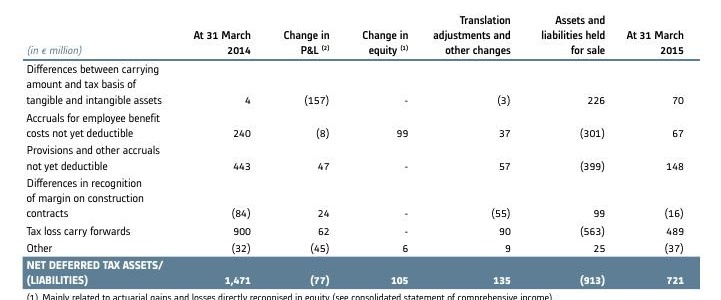 (in € million) At 31 March 2014 Change in P&L (2) Change in equity (1) Translation adjustments and other changes Assets and liabilities held for sale At 31 March 2015
Differences between carrying
amount and tax basis of
tangible and intangible assets 4 (157) - (3) 226 70
Accruals for employee benefit
costs not yet deductible 240 (8) 99 37 (301) 67
Provisions and other accruals
not yet deductible 443 47 - 57 (399) 148
Differences in recognition
of margin on construction
contracts (84) 24 - (55) 99 (16)
Tax loss carry forwards 900 62 - 90 (563) 489
Other (32) (45) 6 9 25 (37)
NET DEFERRED TAX ASSETS/
(LIABILITIES) 1,471 (77) 105 135 (913) 721
(1) Mainly related to actuarial gains and losses directly recognised in equity (see consolidated statement of comprehensive income).